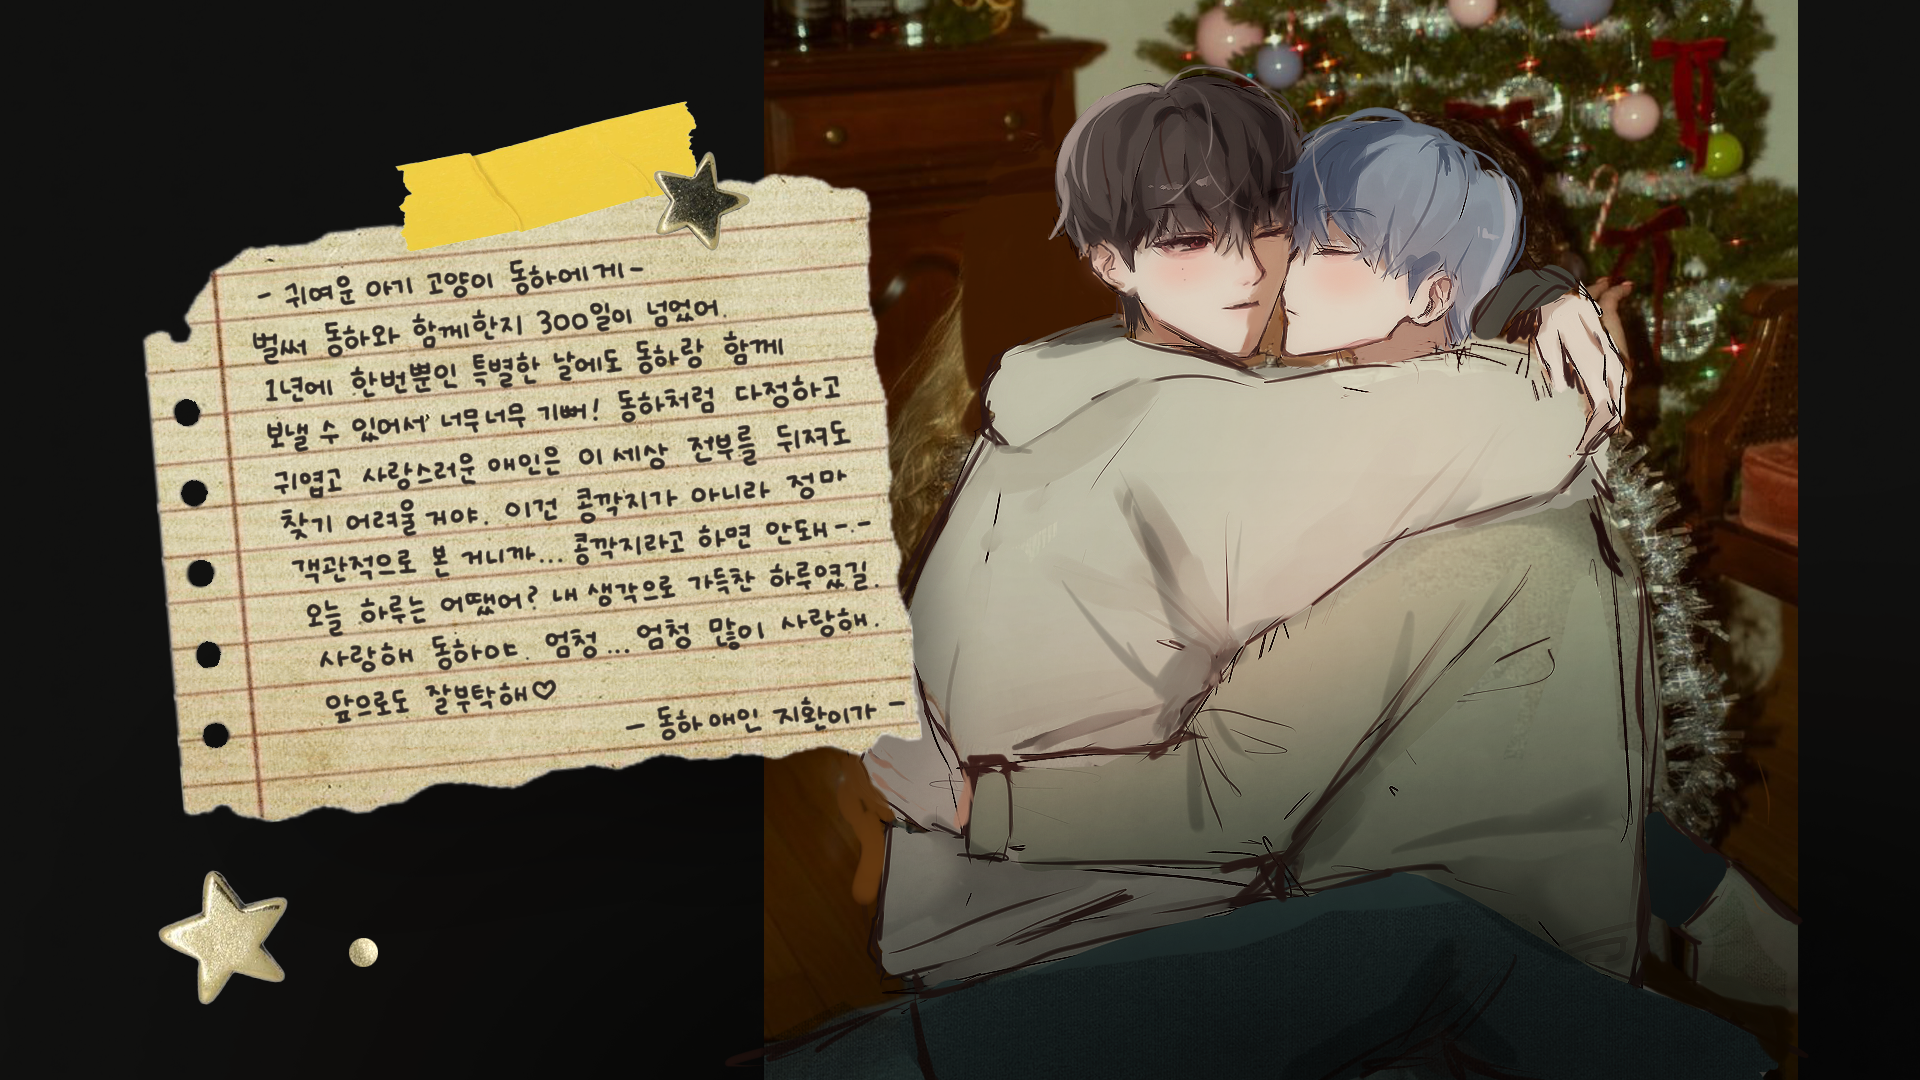 - 귀여운 아기 고양이 동하에게 -
벌써 동하와 함께한지 300일이 넘었어.
1년에 한번뿐인 특별한 날에도 동하랑 함께
보낼 수 있어서 너무너무 기뻐! 동하처럼 다정하고
귀엽고 사랑스러운 애인은 이 세상 전부를 뒤져도
찾기 어려울거야. 이건 콩깍지가 아니라 정마
객관적으로 본 거니까... 콩깍지라고 하면 안돼-.-
오늘 하루는 어땠어? 내 생각으로 가득찬 하루였길.
사랑해 동하야. 엄청... 엄청 많이 사랑해.
앞으로도 잘부탁해♡
- 동하 애인 지환이가 -